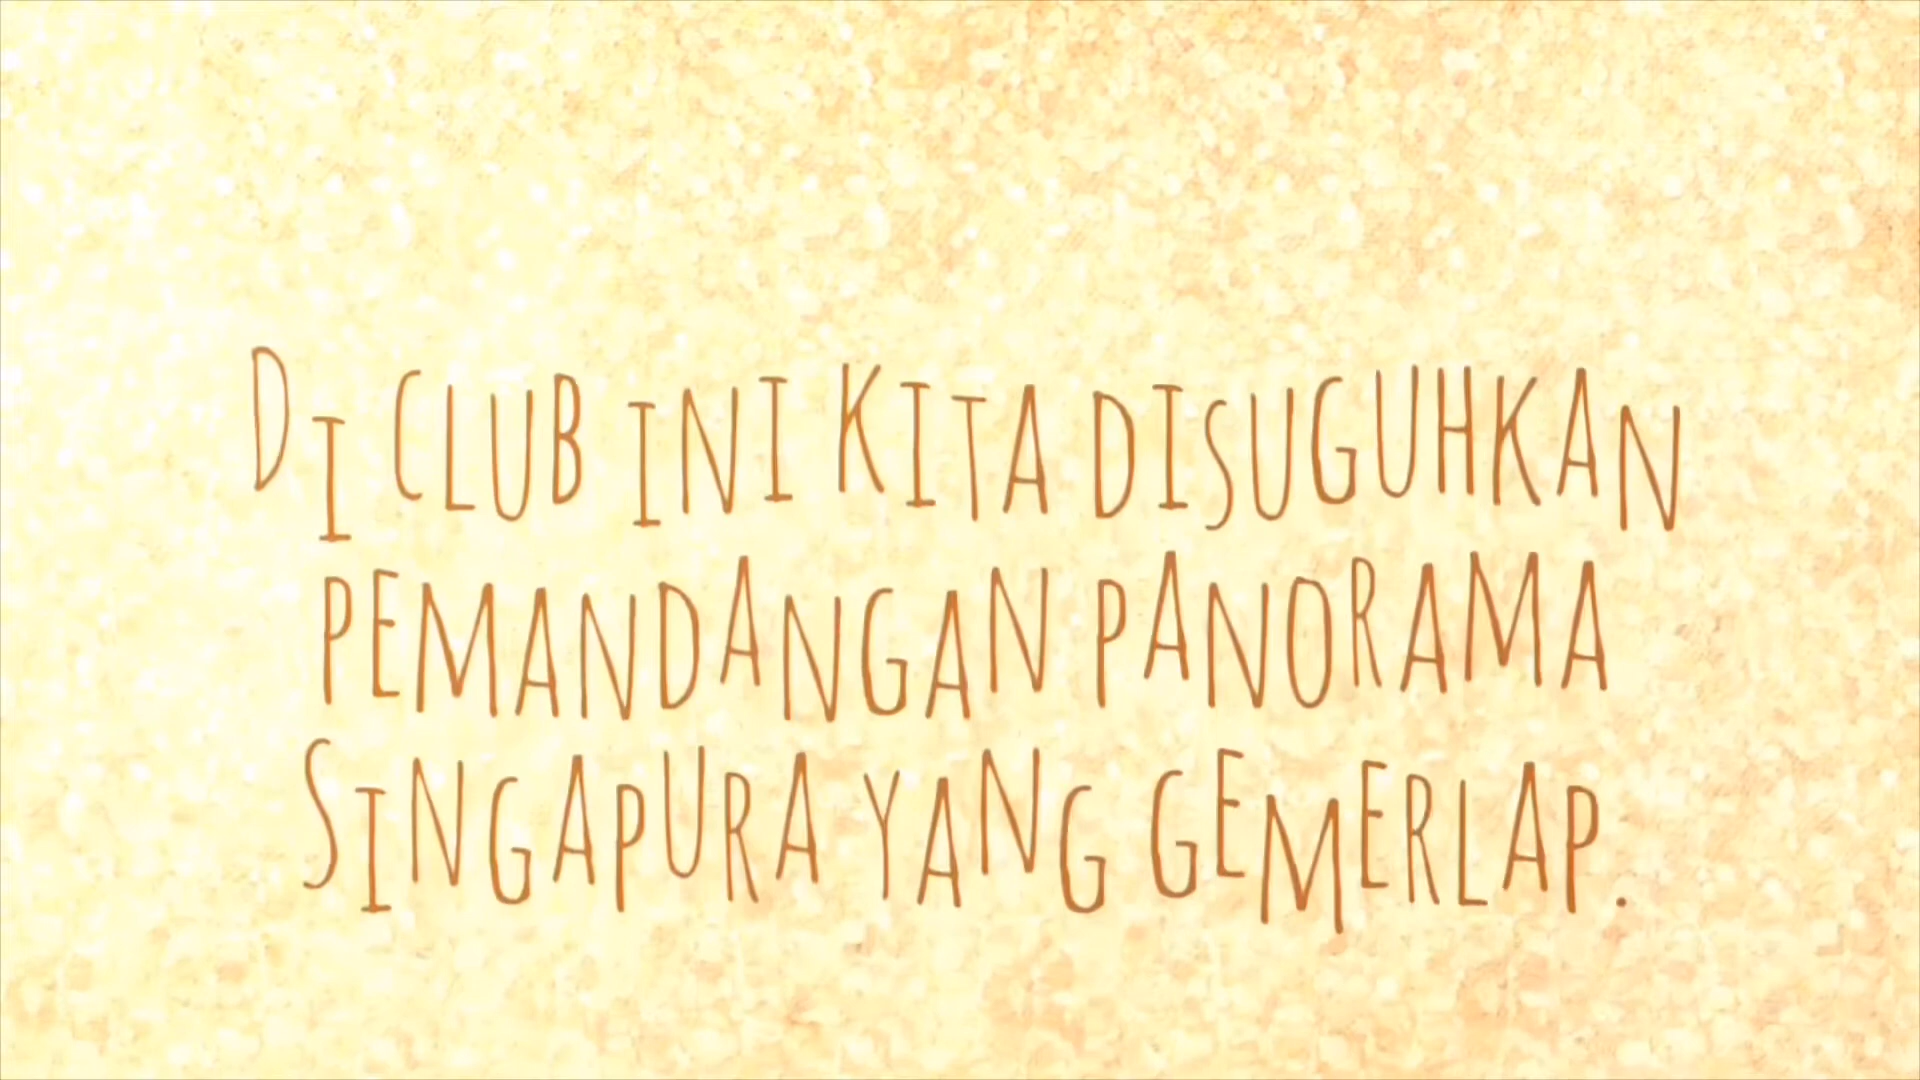 Di club ini kita disuguhkan
pemandangan panorama
Singapura yang gemerlap.